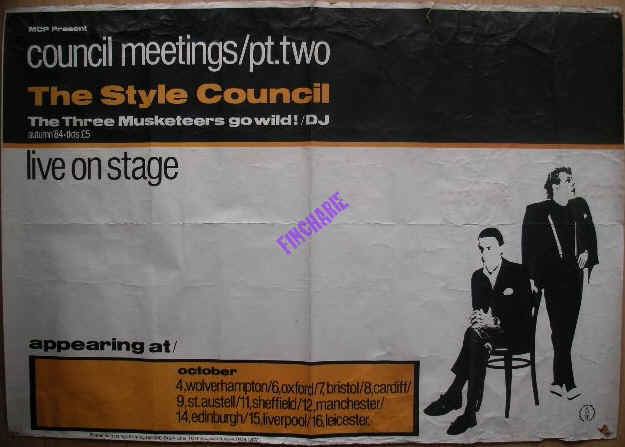 MCP Present
council meetings/pt.two
The Style Council
The Three Musketeers go wild!/DJ
autumn'84-tkts £5
live on stage
FINCHARIE
appearing at/
october
4,wolverhampton/6,oxford/7,bristol/8,cardiff/
9,st.austell/11,sheffield/12,manchester/
14,edinburgh/15,liverpool/16,leicester.